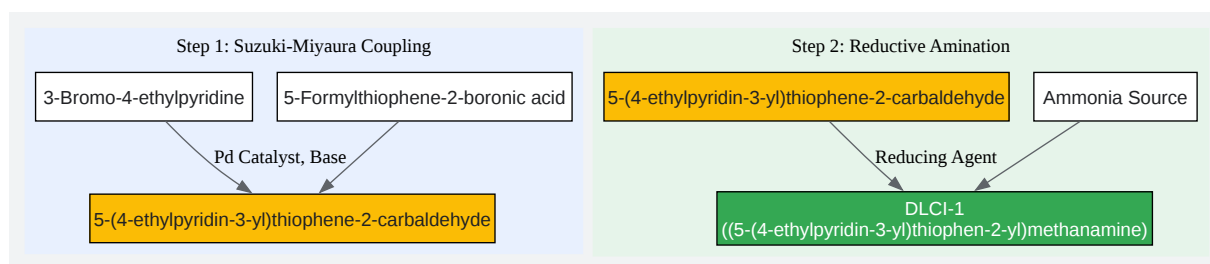 Step 1: Suzuki-Miyaura Coupling
3-Bromo-4-ethylpyridine
5-Formylthiophene-2-boronic acid
Pd Catalyst, Base
5-(4-ethylpyridin-3-yl)thiophene-2-carbaldehyde
Step 2: Reductive Amination
5-(4-ethylpyridin-3-yl)thiophene-2-carbaldehyde
Ammonia Source
Reducing Agent
DLCI-1
((5-(4-ethylpyridin-3-yl)thiophen-2-yl)methanamine)